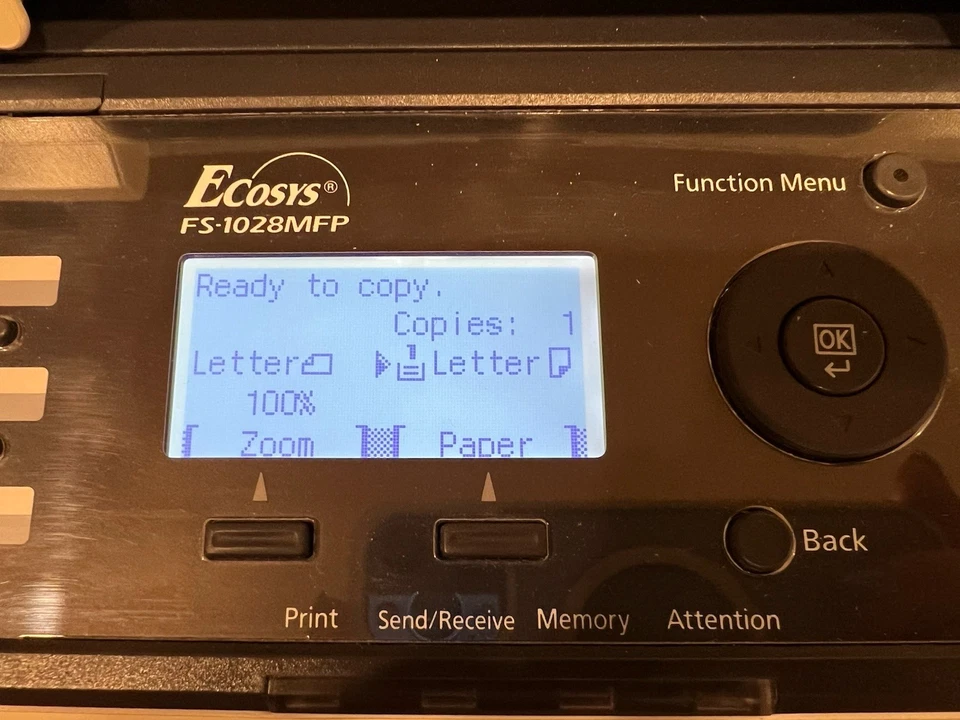 ECOSYS®
FS-1028MFP
Function Menu
Ready to copy.
Copies: 1
Letter 1 Letter
100%
Zoom Paper
OK
Back
Print Send/Receive Memory Attention